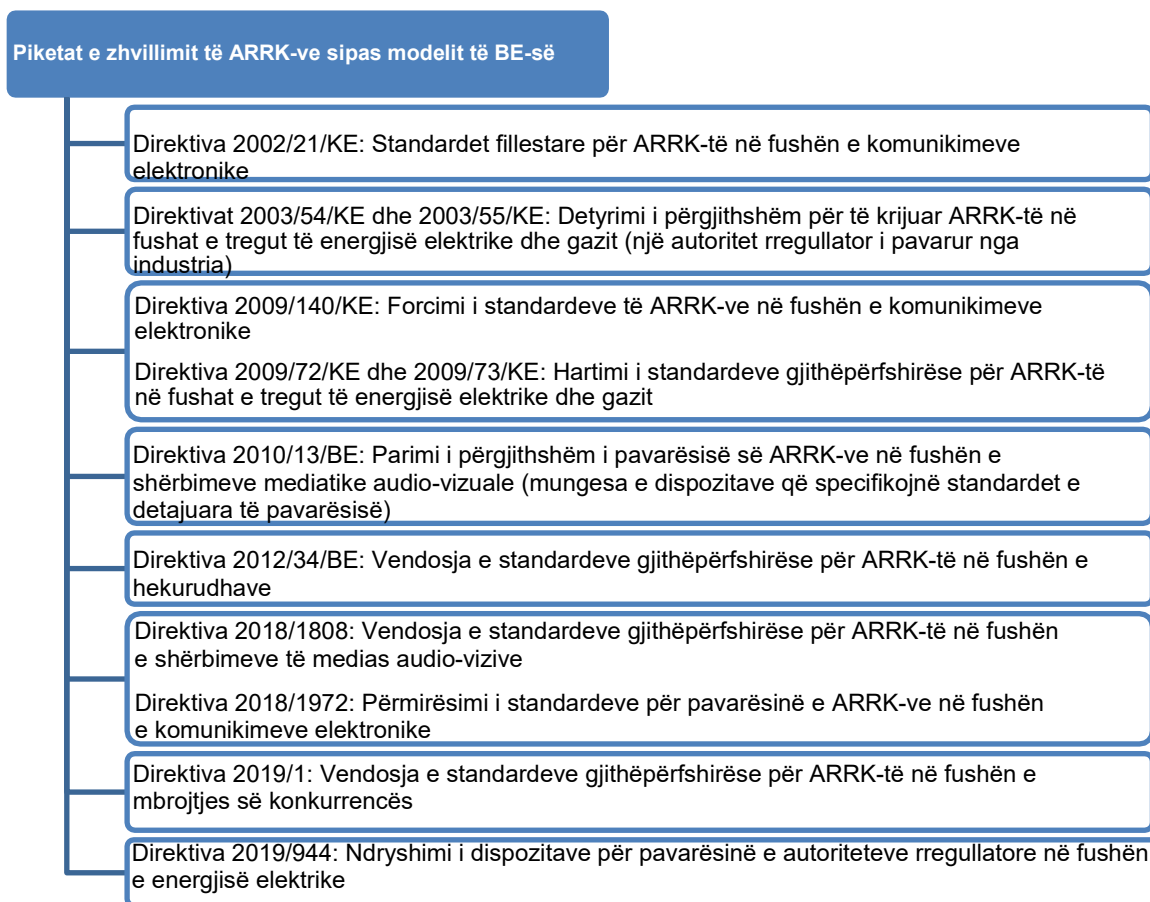 Piketat e zhvillimit të ARRK-ve sipas modelit të BE-së
Direktiva 2002/21/KE: Standardet fillestare për ARRK-të në fushën e komunikimeve
elektronike
Direktivat 2003/54/KE dhe 2003/55/KE: Detyrimi i përgjithshëm për të krijuar ARRK-të në
fushat e tregut të energjisë elektrike dhe gazit (një autoritet rregullator i pavarur nga
industria)
Direktiva 2009/140/KE: Forcimi i standardeve të ARRK-ve në fushën e komunikimeve
elektronike
Direktiva 2009/72/KE dhe 2009/73/KE: Hartimi i standardeve gjithëpërfshirëse për ARRK-të
në fushat e tregut të energjisë elektrike dhe gazit
Direktiva 2010/13/BE: Parimi i përgjithshëm i pavarësisë së ARRK-ve në fushën e
shërbimeve mediatike audio-vizuale (mungesa e dispozitave që specifikojnë standardet e
detajuara të pavarësisë)
Direktiva 2012/34/BE: Vendosja e standardeve gjithëpërfshirëse për ARRK-të në fushën e
hekurudhave
Direktiva 2018/1808: Vendosja e standardeve gjithëpërfshirëse për ARRK-të në fushën
e shërbimeve të medias audio-vizive
Direktiva 2018/1972: Përmirësimi i standardeve për pavarësinë e ARRK-ve në fushën
e komunikimeve elektronike
Direktiva 2019/1: Vendosja e standardeve gjithëpërfshirëse për ARRK-të në fushën e
mbrojtjes së konkurrencës
Direktiva 2019/944: Ndryshimi i dispozitave për pavarësinë e autoriteteve rregullatore në fushën
e energjisë elektrike